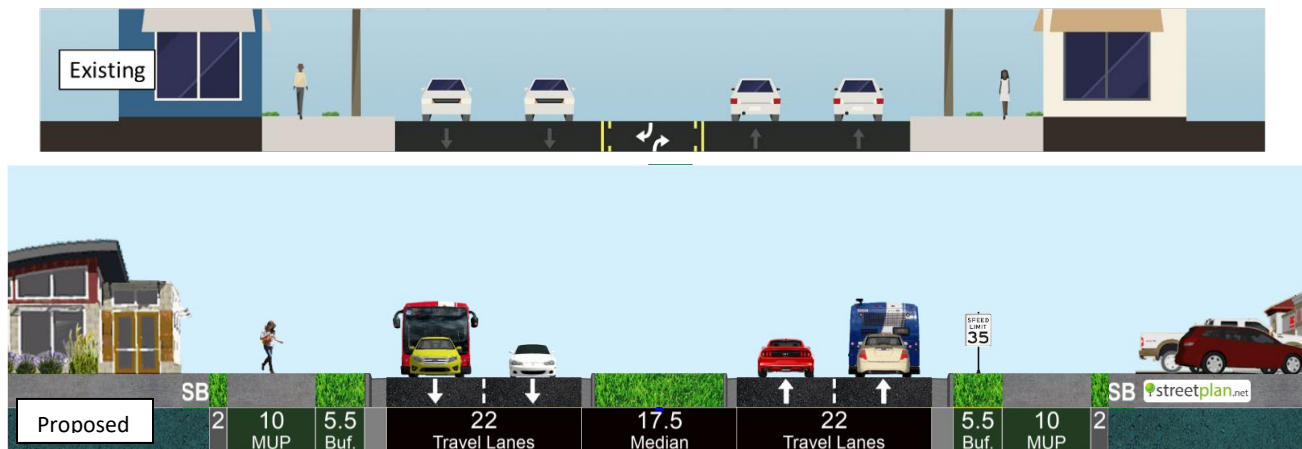 Existing
SPEED
LIMIT
35
SB
SB streetplan.net
2 10 5.5 22 17.5 22 5.5 10 2
MUP Buf. Travel Lanes Median Travel Lanes Buf. MUP
Proposed